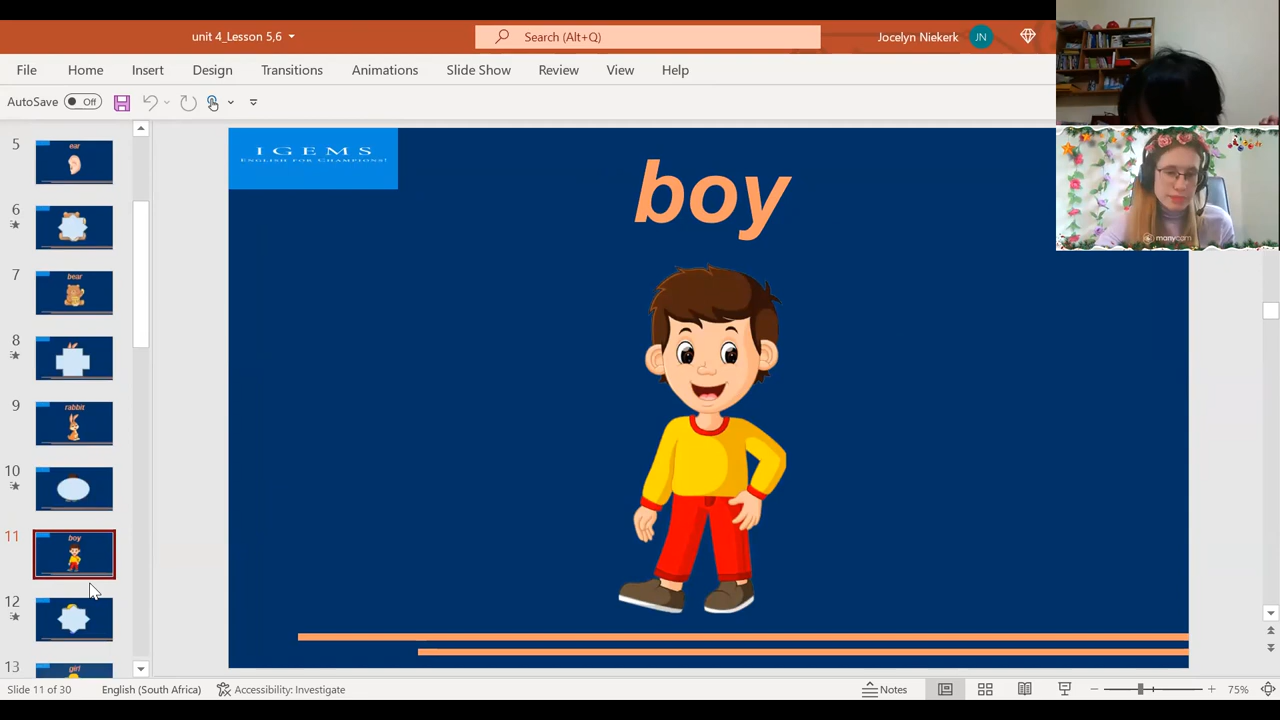 unit 4_Lesson 5,6
Search (Alt+Q)
Jocelyn Niekerk
JN
File Home Insert Design Transitions Animations Slide Show Review View Help
AutoSave Off
5
ear
6
7
bear
8
9
rabbit
10
11
boy
12
13
girl
IGEMS
ENGLISH FOR CHAMPIONS!
boy
manycam
Slide 11 of 30 English (South Africa) Accessibility: Investigate Notes 75%